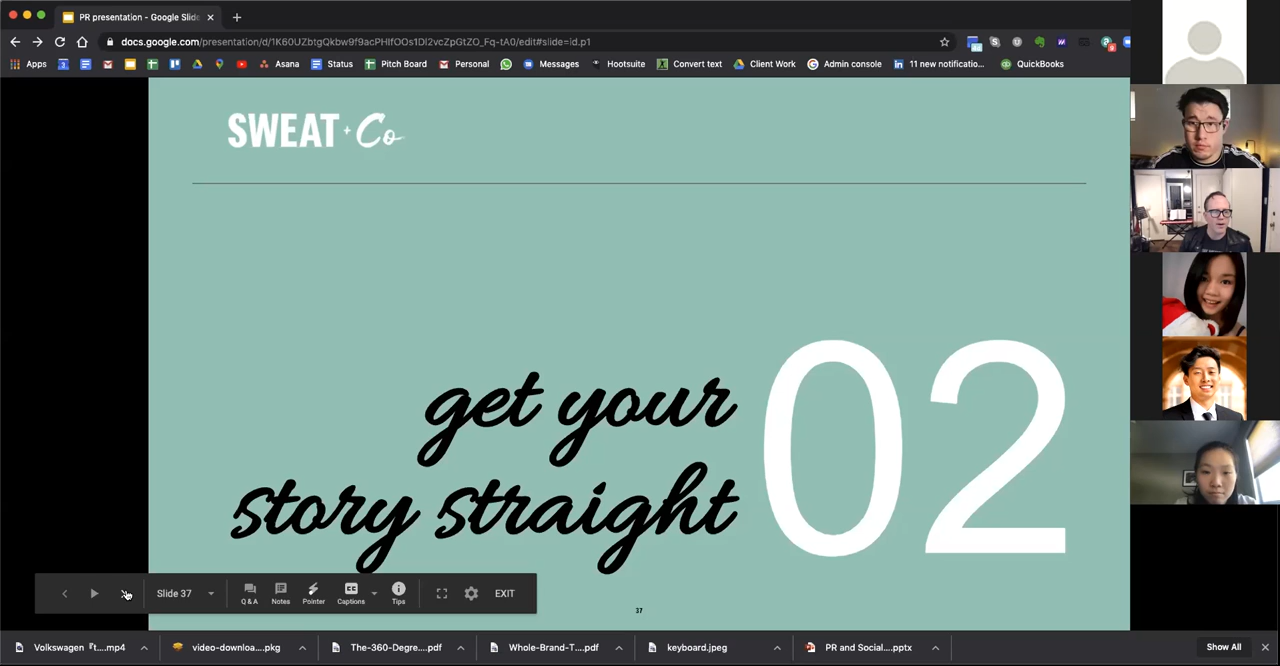 PR presentation - Google Slide
docs.google.com/presentation/d/1K60UZbtgQkbw9f9acPHIfOOs1Dl2vcZpGtZO_Fq-tA0/edit#slide=id.p1
Apps Asana Status Pitch Board Personal Messages Hootsuite Convert text Client Work Admin console 11 new notificatio... QuickBooks
SWEAT + Co
get your
story straight
02
Slide 37 Q & A Notes Pointer Captions Tips EXIT
37
Volkswagen 『t....mp4 video-downloa....pkg The-360-Degre....pdf Whole-Brand-T....pdf keyboard.jpeg PR and Social....pptx Show All